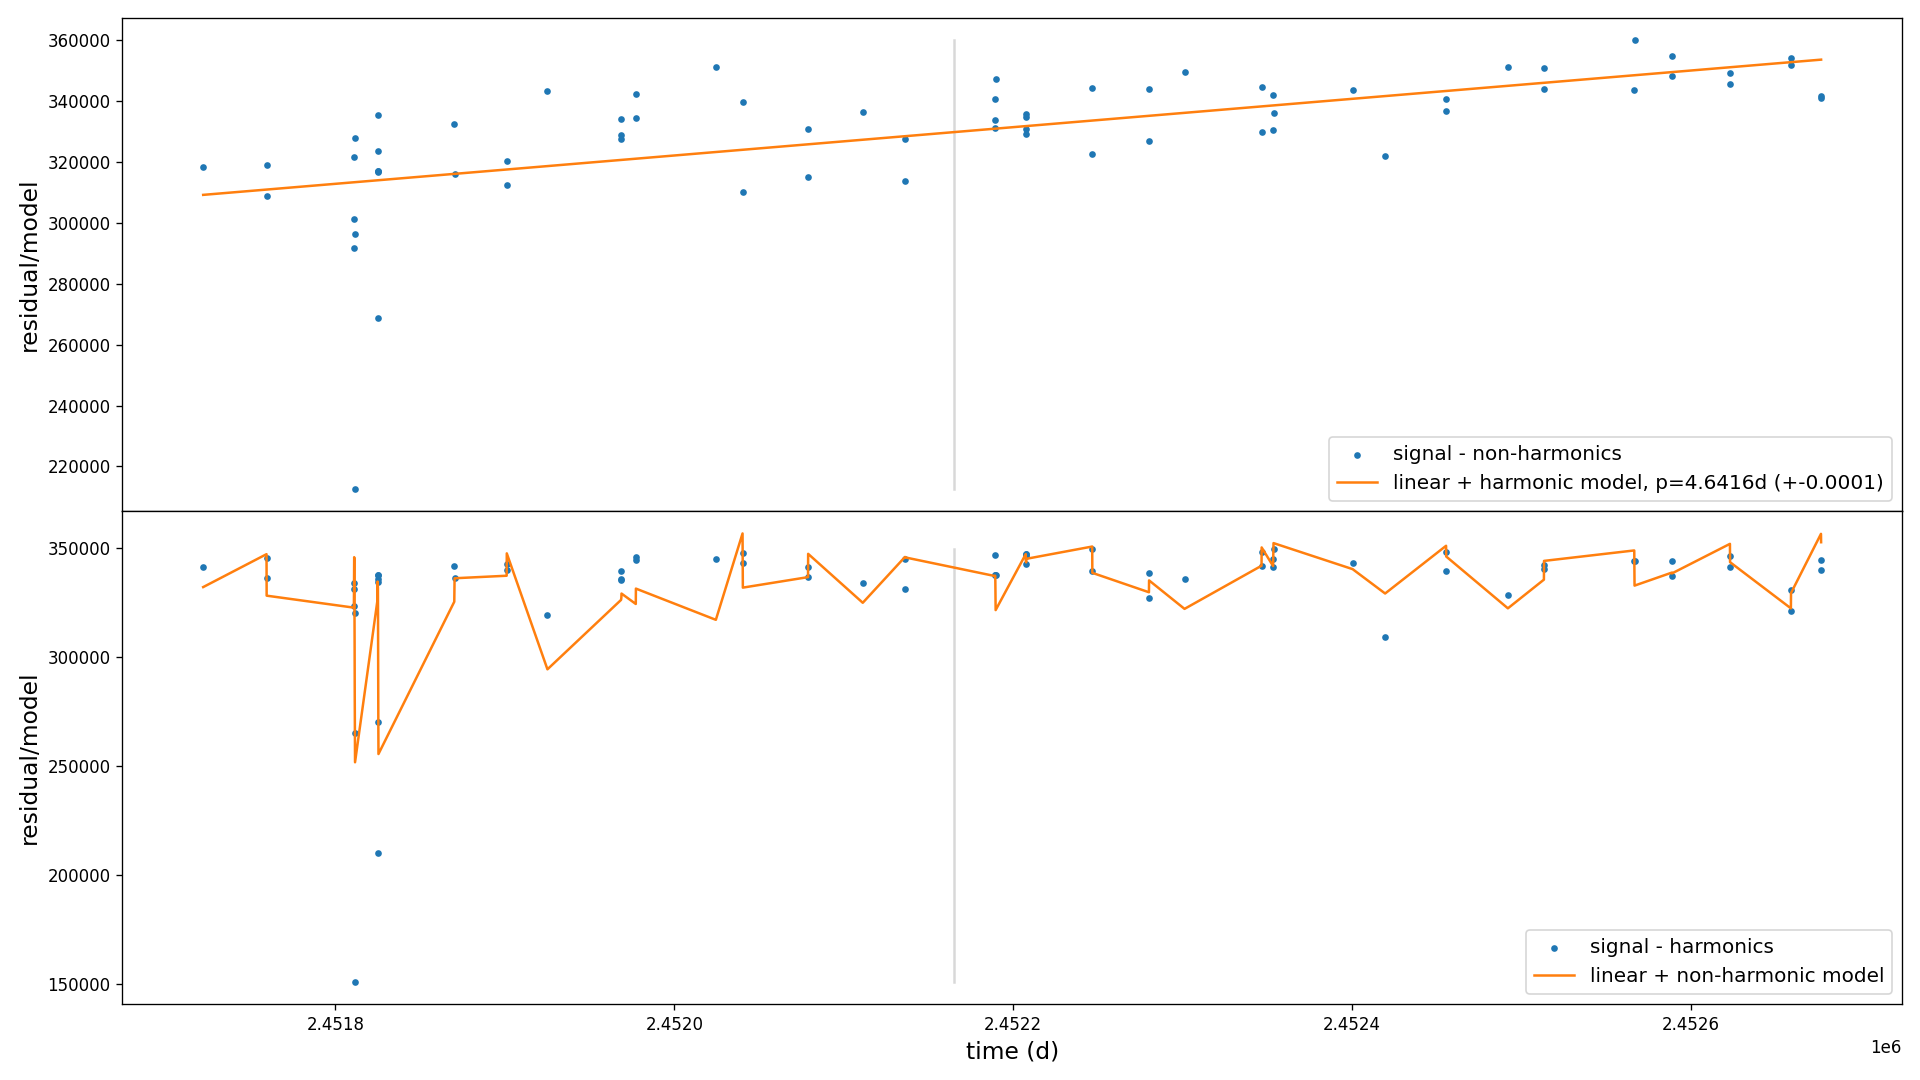 360000
340000
320000
300000
280000
260000
240000
220000
residual/model
signal - non-harmonics
linear + harmonic model, p=4.6416d (+-0.0001)
350000
300000
250000
200000
150000
residual/model
signal - harmonics
linear + non-harmonic model
2.4518 2.4520 2.4522 2.4524 2.4526
1e6
time (d)